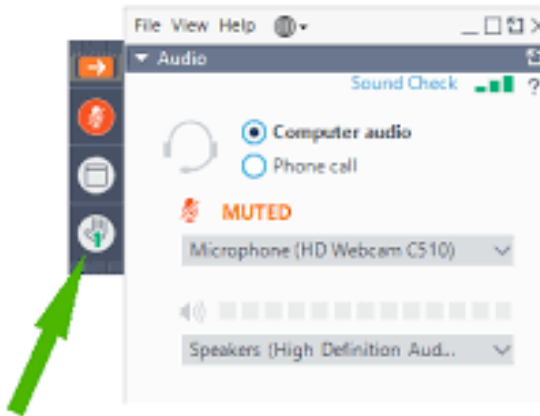 File View Help
Audio
Sound Check ?
Computer audio
Phone call
MUTED
Microphone (HD Webcam C510)
Speakers (High Definition Aud...